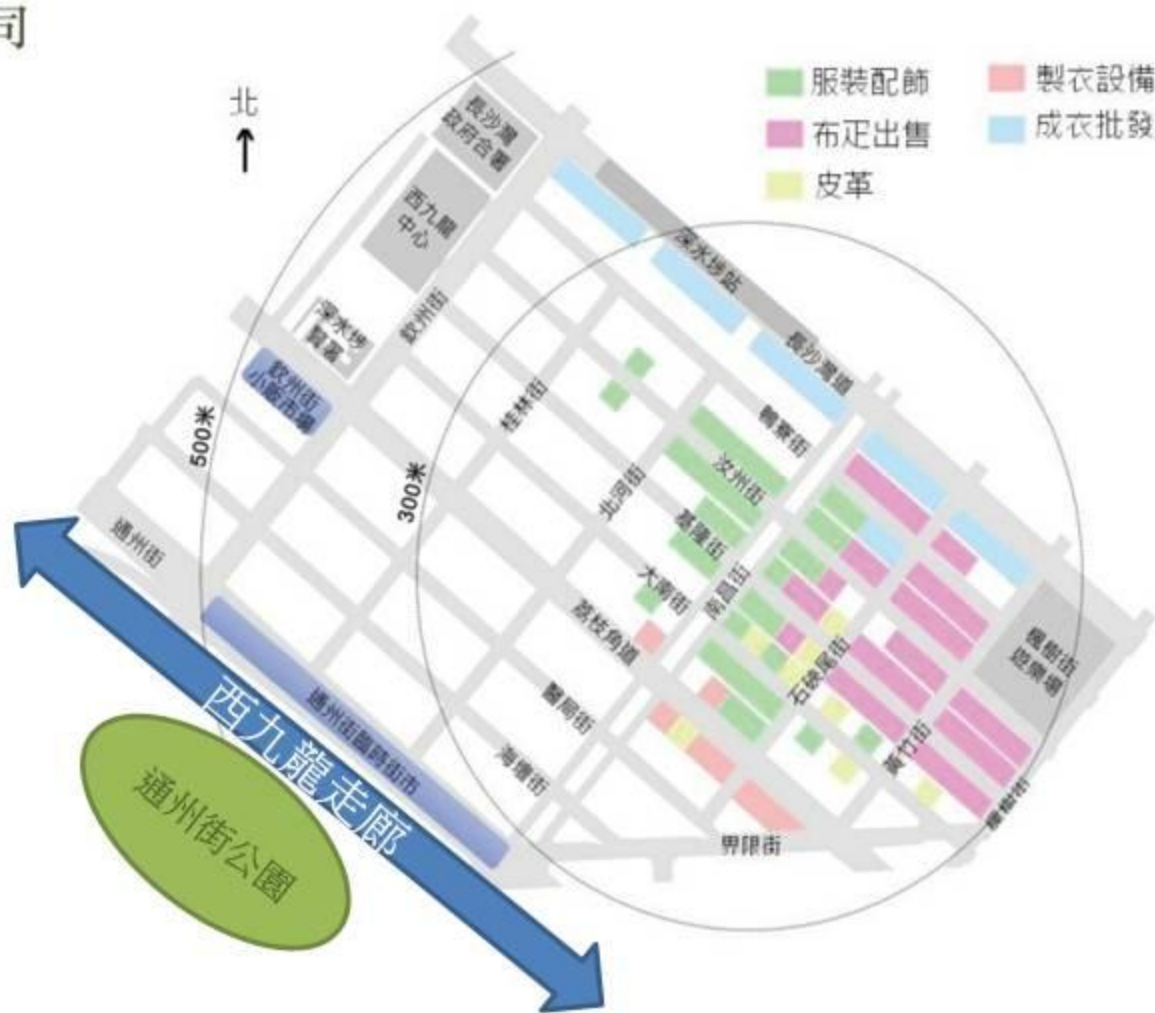 司
北
服裝配飾
製衣設備
布疋出售
成衣批發
皮革
長沙灣
政府合署
西九龍
中心
深水埗
警署
欽州街
小販市場
欽州街
深水埗站
長沙灣道
鴨寮街
桂林街
500米
300米
北河街
汝州街
基隆街
大南街
南昌街
荔枝角道
石硤尾街
楓樹街
遊樂場
黃竹街
醫局街
海壇街
界限街
通州街
通州街臨時街市
西九龍走廊
通州街公園